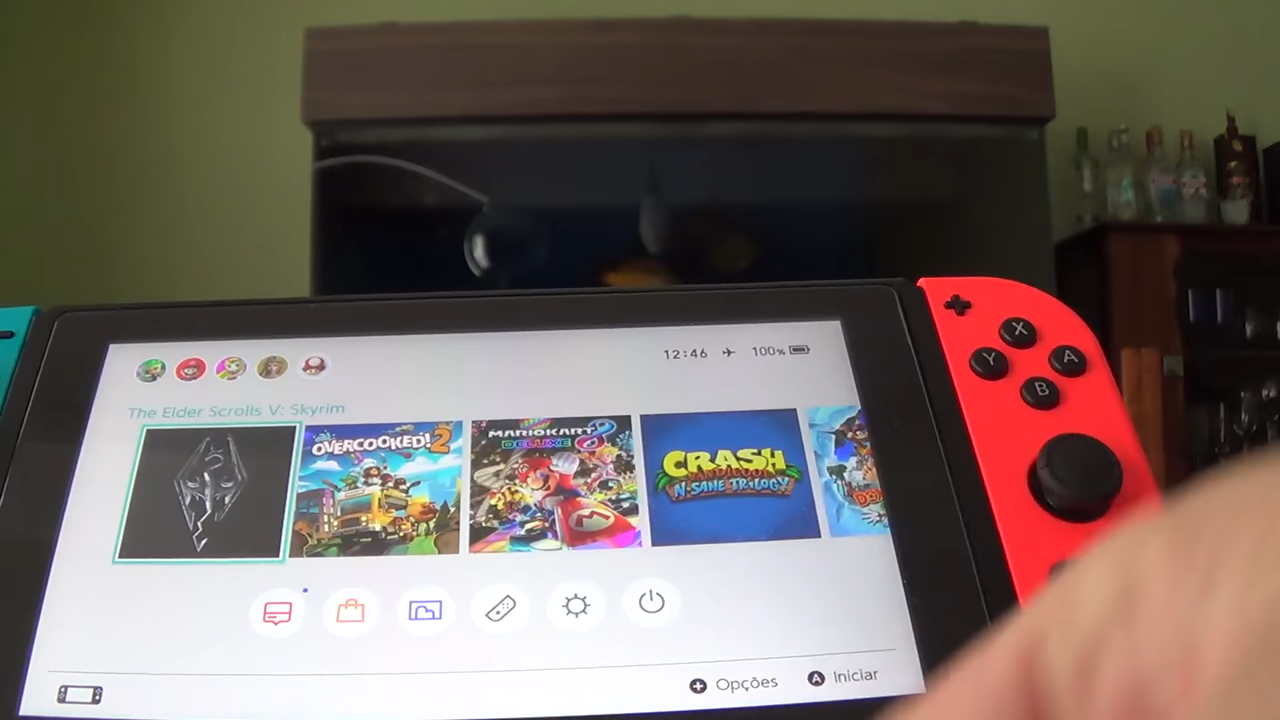 12:46 100%
The Elder Scrolls V: Skyrim
OVERCOOKED! 2
MARIOKART 8
DELUXE
CRASH
BANDICOOT
N•SANE TRILOGY
X
Y A
B
+ Opções A Iniciar